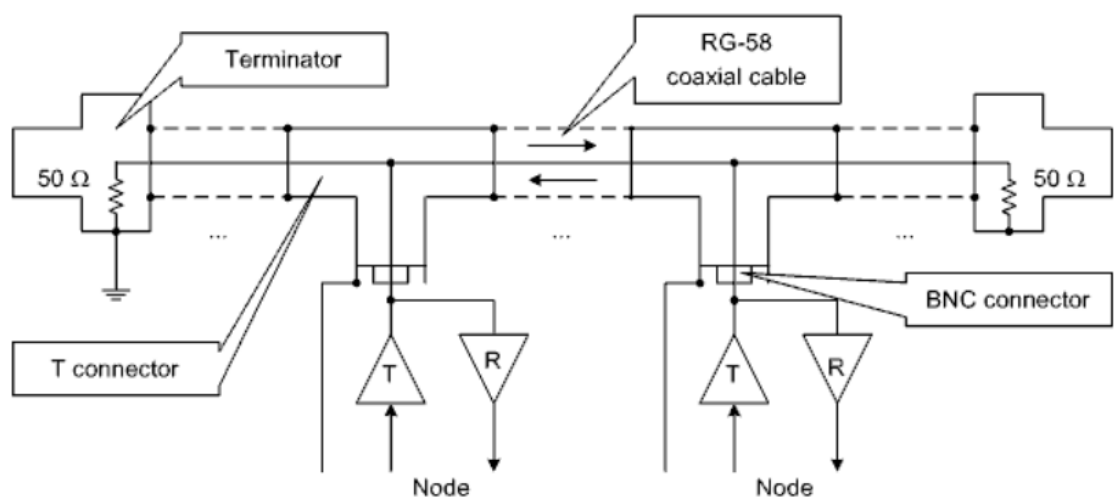 Terminator
RG-58
coaxial cable
50 Ω
50 Ω
...
...
...
BNC connector
T connector
T
R
T
R
Node
Node